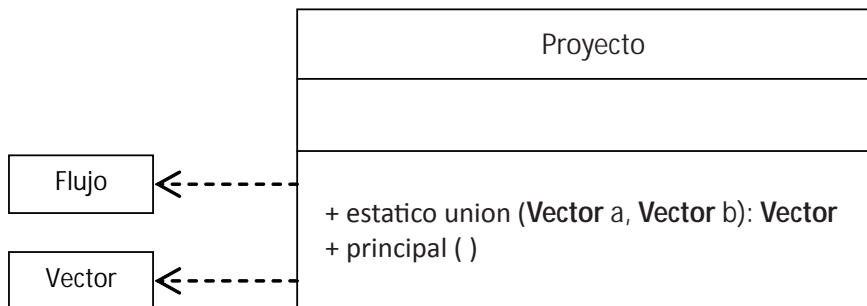 Proyecto
Flujo
+ estatico union (Vector a, Vector b): Vector
+ principal ( )
Vector